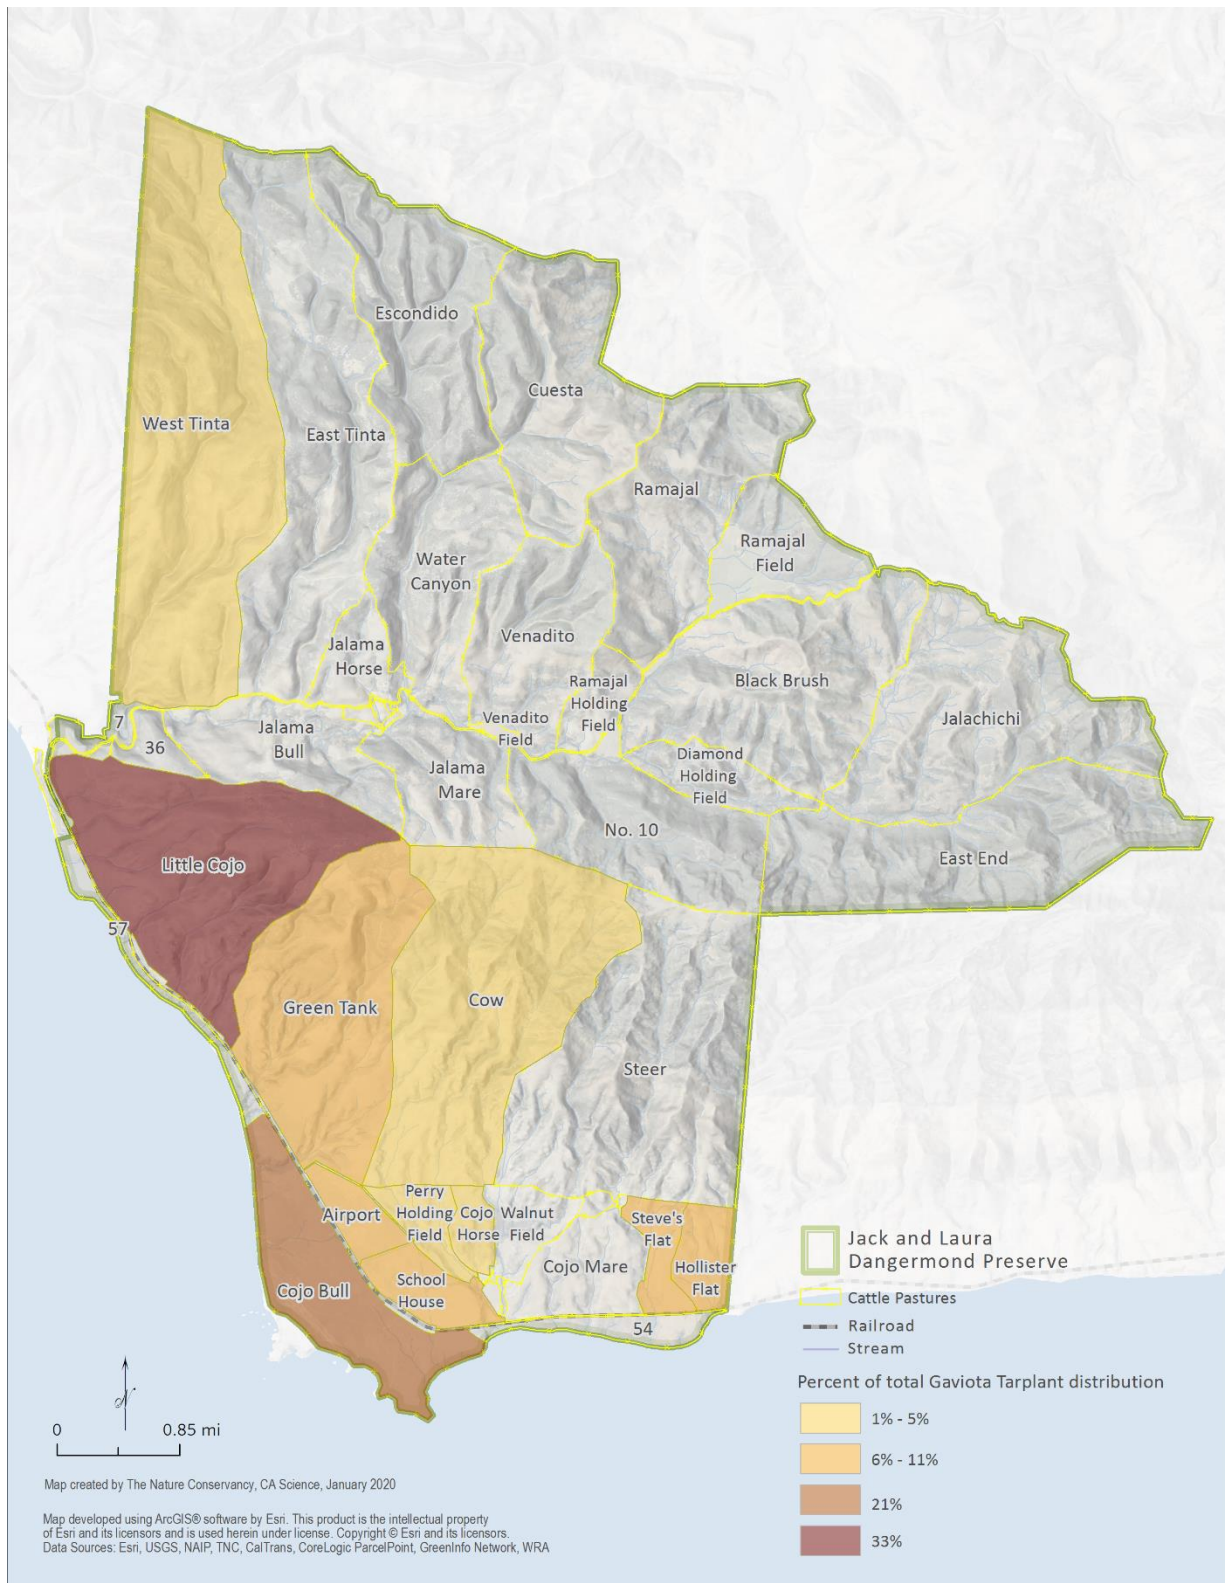 Escondido
Cuesta
West Tinta
East Tinta
Ramajal
Ramajal
Field
Water
Canyon
Venadito
Jalama
Horse
Ramajal
Holding
Field
Black Brush
Jalachichi
7
36
Jalama
Bull
Venadito
Field
Jalama
Mare
Diamond
Holding
Field
No. 10
East End
Little Cojo
57
Green Tank
Cow
Steer
Perry
Holding
Field
Cojo
Horse
Walnut
Field
Airport
Steve's
Flat
Hollister
Flat
Cojo Mare
School
House
Cojo Bull
54
Jack and Laura
Dangermond Preserve
Cattle Pastures
Railroad
Stream
Percent of total Gaviota Tarplant distribution
1% - 5%
6% - 11%
21%
33%
N
0 0.85 mi
Map created by The Nature Conservancy, CA Science, January 2020
Map developed using ArcGIS® software by Esri. This product is the intellectual property
of Esri and its licensors and is used herein under license. Copyright © Esri and its licensors.
Data Sources: Esri, USGS, NAIP, TNC, CalTrans, CoreLogic ParcelPoint, GreenInfo Network, WRA